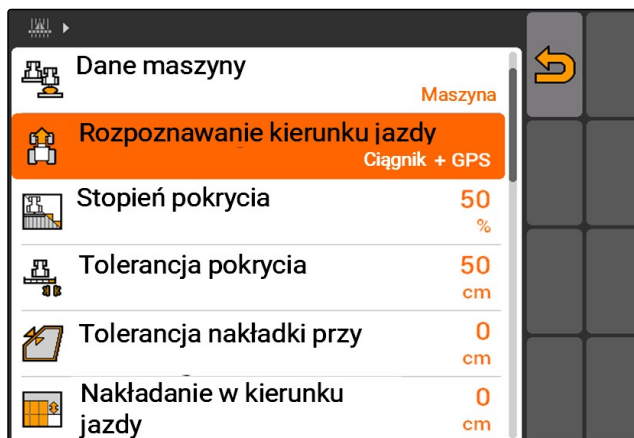 Dane maszyny
Maszyna
Rozpoznawanie kierunku jazdy
Ciągnik + GPS
Stopień pokrycia
50
%
Tolerancja pokrycia
50
cm
Tolerancja nakładki przy
0
cm
Nakładanie w kierunku
jazdy
0
cm